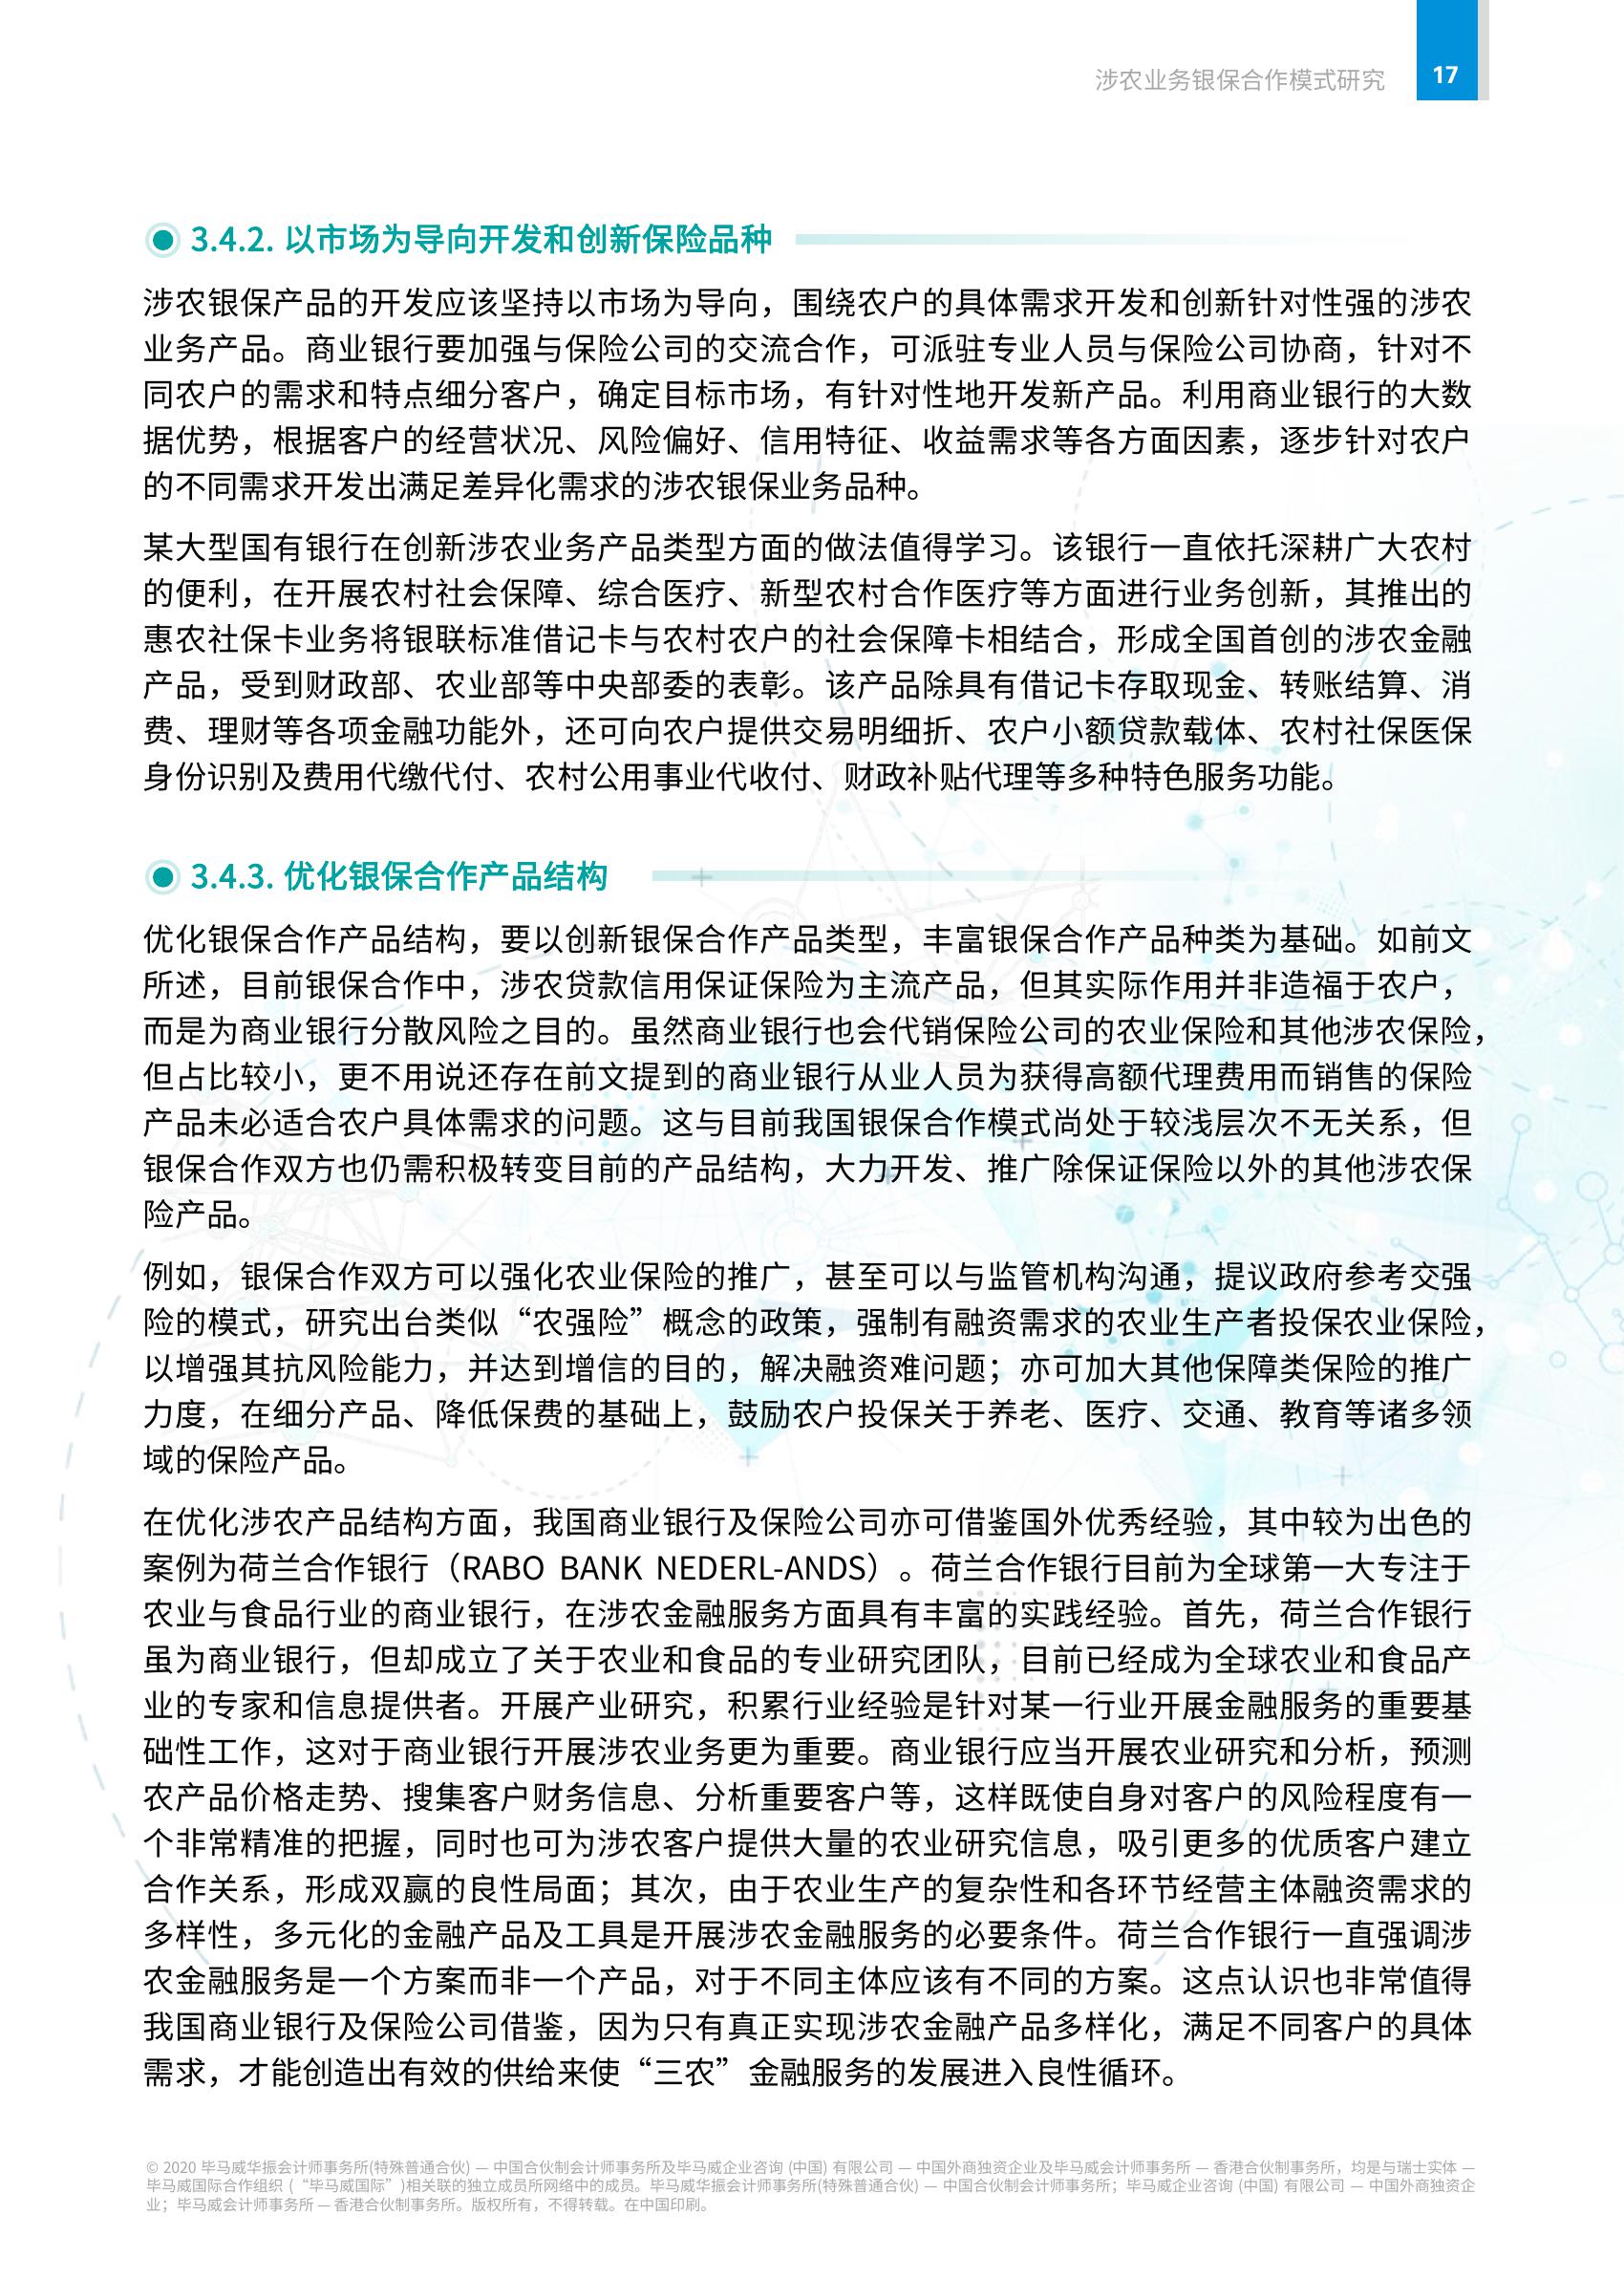 涉农业务银保合作模式研究
17
3.4.2. 以市场为导向开发和创新保险品种
涉农银保产品的开发应该坚持以市场为导向，围绕农户的具体需求开发和创新针对性强的涉农
业务产品。商业银行要加强与保险公司的交流合作，可派驻专业人员与保险公司协商，针对不
同农户的需求和特点细分客户，确定目标市场，有针对性地开发新产品。利用商业银行的大数
据优势，根据客户的经营状况、风险偏好、信用特征、收益需求等各方面因素，逐步针对农户
的不同需求开发出满足差异化需求的涉农银保业务品种。
某大型国有银行在创新涉农业务产品类型方面的做法值得学习。该银行一直依托深耕广大农村
的便利，在开展农村社会保障、综合医疗、新型农村合作医疗等方面进行业务创新，其推出的
惠农社保卡业务将银联标准借记卡与农村农户的社会保障卡相结合，形成全国首创的涉农金融
产品，受到财政部、农业部等中央部委的表彰。该产品除具有借记卡存取现金、转账结算、消
费、理财等各项金融功能外，还可向农户提供交易明细折、农户小额贷款载体、农村社保医保
身份识别及费用代缴代付、农村公用事业代收付、财政补贴代理等多种特色服务功能。
3.4.3. 优化银保合作产品结构
优化银保合作产品结构，要以创新银保合作产品类型，丰富银保合作产品种类为基础。如前文
所述，目前银保合作中，涉农贷款信用保证保险为主流产品，但其实际作用并非造福于农户，
而是为商业银行分散风险之目的。虽然商业银行也会代销保险公司的农业保险和其他涉农保险，
但占比较小，更不用说还存在前文提到的商业银行从业人员为获得高额代理费用而销售的保险
产品未必适合农户具体需求的问题。这与目前我国银保合作模式尚处于较浅层次不无关系，但
银保合作双方也仍需积极转变目前的产品结构，大力开发、推广除保证保险以外的其他涉农保
险产品。
例如，银保合作双方可以强化农业保险的推广，甚至可以与监管机构沟通，提议政府参考交强
险的模式，研究出台类似“农强险”概念的政策，强制有融资需求的农业生产者投保农业保险，
以增强其抗风险能力，并达到增信的目的，解决融资难问题；亦可加大其他保障类保险的推广
力度，在细分产品、降低保费的基础上，鼓励农户投保关于养老、医疗、交通、教育等诸多领
域的保险产品。
在优化涉农产品结构方面，我国商业银行及保险公司亦可借鉴国外优秀经验，其中较为出色的
案例为荷兰合作银行（RABO BANK NEDERL-ANDS）。荷兰合作银行目前为全球第一大专注于
农业与食品行业的商业银行，在涉农金融服务方面具有丰富的实践经验。首先，荷兰合作银行
虽为商业银行，但却成立了关于农业和食品的专业研究团队，目前已经成为全球农业和食品产
业的专家和信息提供者。开展产业研究，积累行业经验是针对某一行业开展金融服务的重要基
础性工作，这对于商业银行开展涉农业务更为重要。商业银行应当开展农业研究和分析，预测
农产品价格走势、搜集客户财务信息、分析重要客户等，这样既使自身对客户的风险程度有一
个非常精准的把握，同时也可为涉农客户提供大量的农业研究信息，吸引更多的优质客户建立
合作关系，形成双赢的良性局面；其次，由于农业生产的复杂性和各环节经营主体融资需求的
多样性，多元化的金融产品及工具是开展涉农金融服务的必要条件。荷兰合作银行一直强调涉
农金融服务是一个方案而非一个产品，对于不同主体应该有不同的方案。这点认识也非常值得
我国商业银行及保险公司借鉴，因为只有真正实现涉农金融产品多样化，满足不同客户的具体
需求，才能创造出有效的供给来使“三农”金融服务的发展进入良性循环。
© 2020 毕马威华振会计师事务所(特殊普通合伙) — 中国合伙制会计师事务所及毕马威企业咨询 (中国) 有限公司 — 中国外商独资企业及毕马威会计师事务所 — 香港合伙制事务所，均是与瑞士实体 —
毕马威国际合作组织 (“毕马威国际”)相关联的独立成员所网络中的成员。毕马威华振会计师事务所(特殊普通合伙) — 中国合伙制会计师事务所；毕马威企业咨询 (中国) 有限公司 — 中国外商独资企
业；毕马威会计师事务所 — 香港合伙制事务所。版权所有，不得转载。在中国印刷。